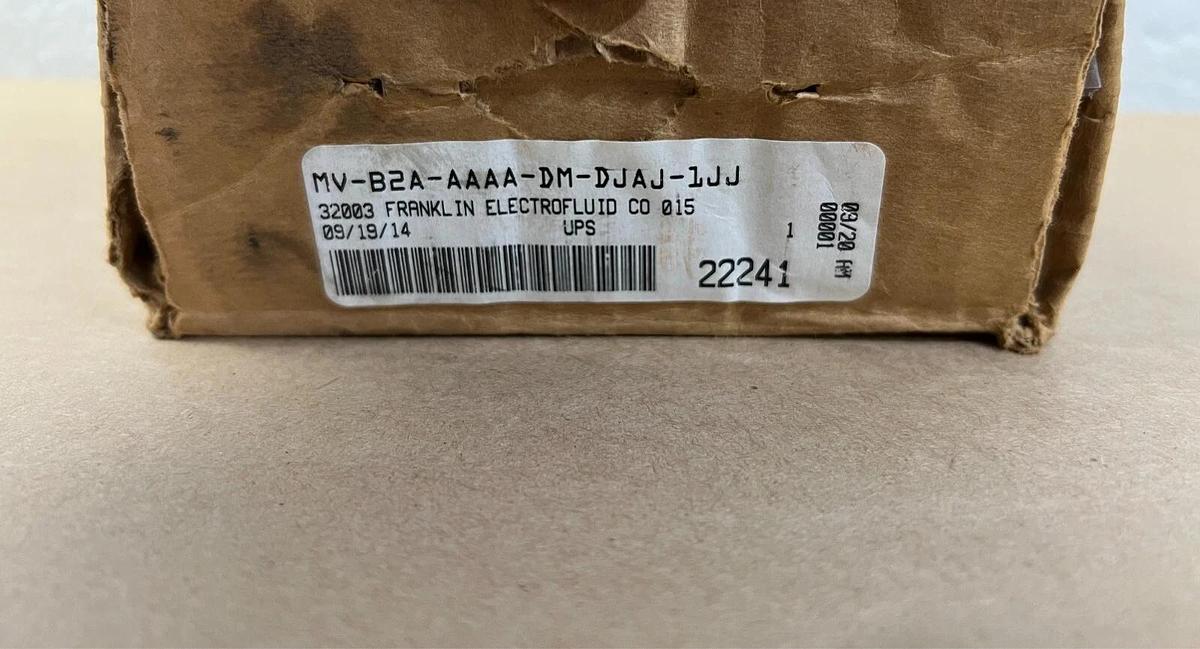 MV-B2A-AAAA-DM-DJAJ-1JJ
32003 FRANKLIN ELECTROFLUID CO 015
09/19/14 UPS 1
22241
09/20
00001